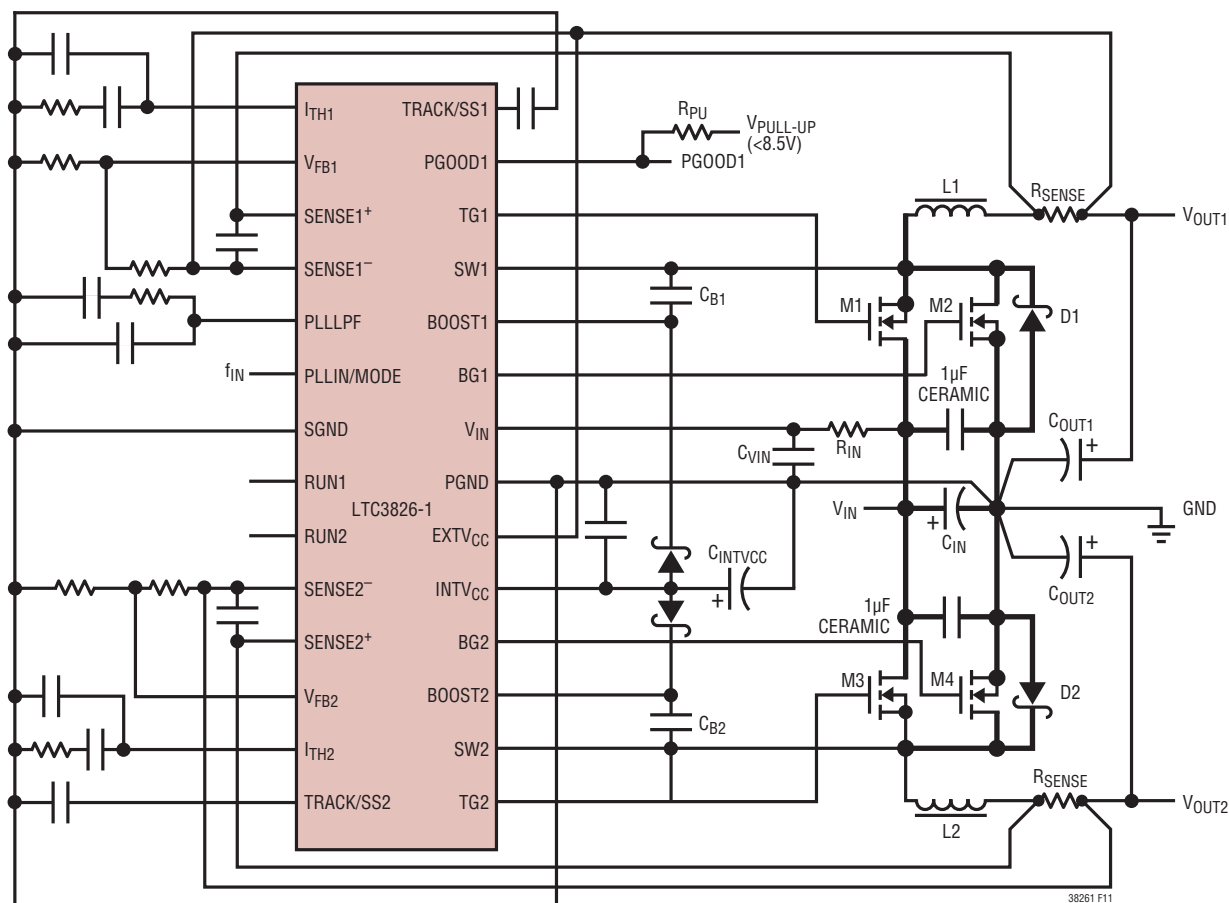 I_TH1
V_FB1
SENSE1+
SENSE1–
PLLLPF
f_IN
PLLIN/MODE
SGND
RUN1
RUN2
SENSE2–
SENSE2+
V_FB2
I_TH2
TRACK/SS2
LTC3826-1
TRACK/SS1
PGOOD1
TG1
SW1
BOOST1
BG1
V_IN
PGND
EXTV_CC
INTV_CC
BG2
BOOST2
SW2
TG2
R_PU
V_PULL-UP
(<8.5V)
PGOOD1
L1
R_SENSE
V_OUT1
C_B1
M1
M2
D1
1µF
CERAMIC
C_OUT1
+
R_IN
C_VIN
V_IN
C_IN
+
GND
C_INTVCC
+
C_OUT2
+
1µF
CERAMIC
M3
M4
D2
C_B2
R_SENSE
V_OUT2
L2
38261 F11